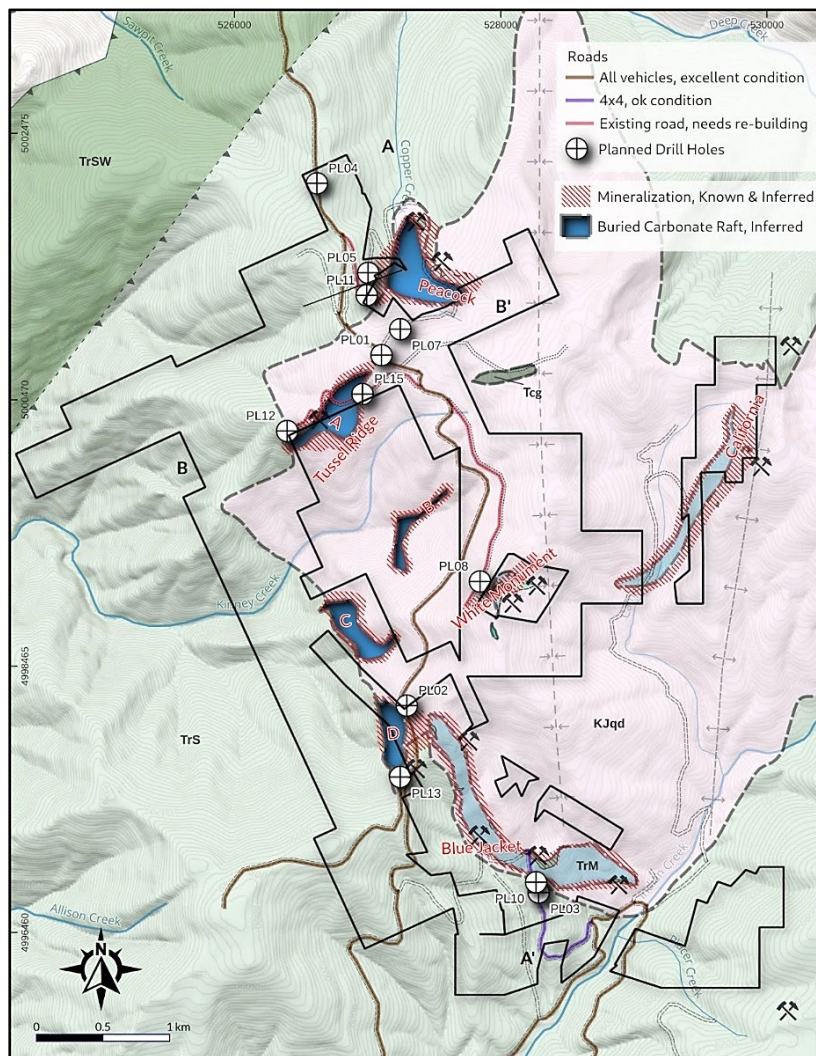 526000
528000
530000
Sawpit Creek
Deep Creek
Roads
All vehicles, excellent condition
4x4, ok condition
Existing road, needs re-building
Planned Drill Holes
Mineralization, Known & Inferred
Buried Carbonate Raft, Inferred
5002475
TrSW
A
PL04
PL05
PL11
Peacock
B'
PL01
PL07
PL15
Tcg
5000470
PL12
A
Tussel Ridge
California
B
B
PL08
White Monument
Kinney Creek
C
4998465
PL02
TrS
D
KJqd
PL13
Blue Jacket
TrM
PL10
PL03
Allison Creek
4996460
A'
N
0
0.5
1 km